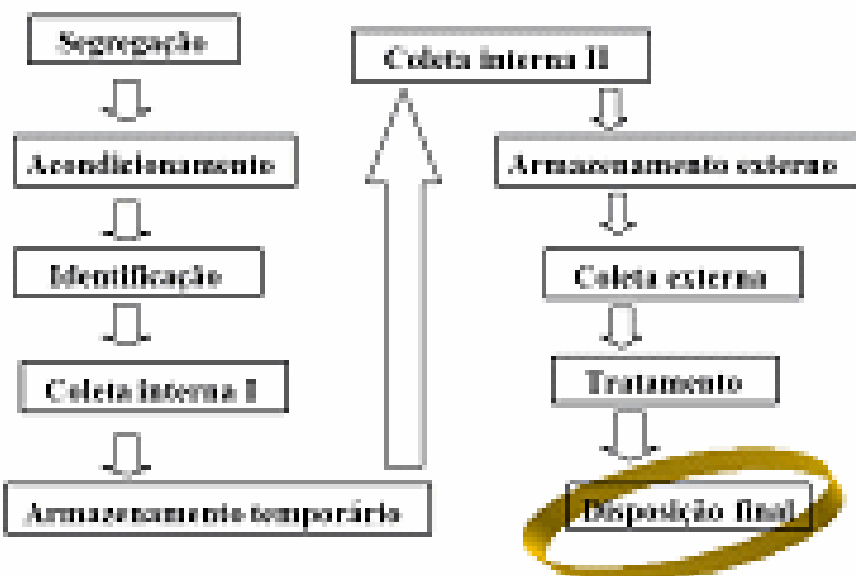 Segregação
Acondicionamento
Identificação
Coleta interna I
Armazenamento temporário
Coleta interna II
Armazenamento externo
Coleta externa
Tratamento
Disposição final